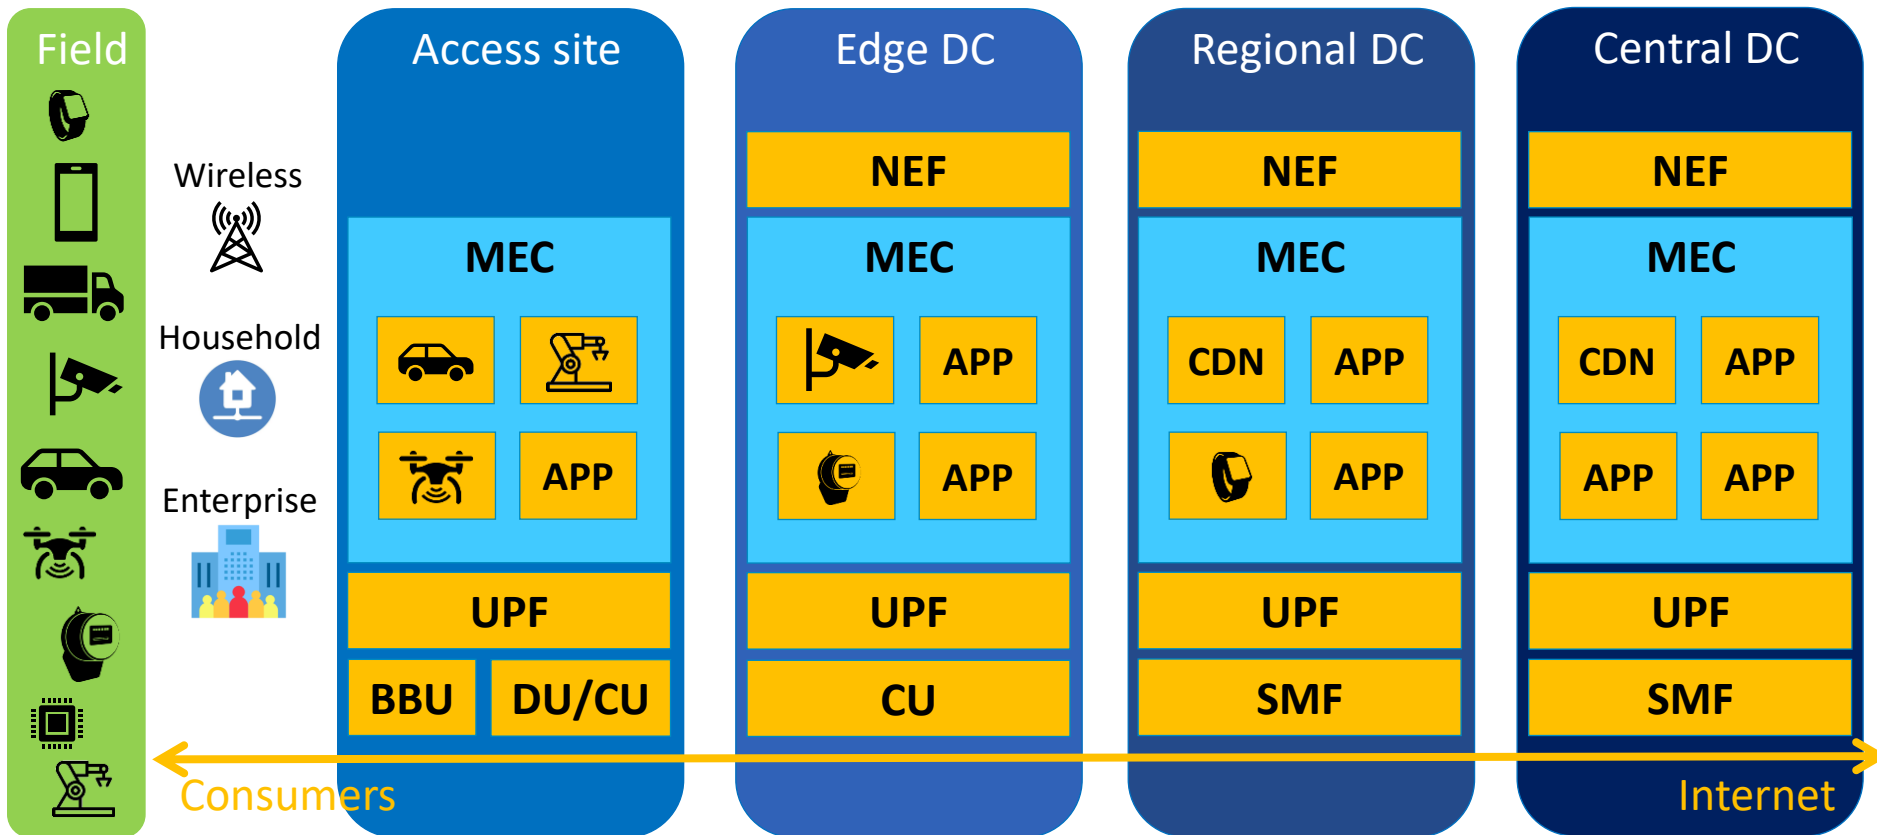 Field
Wireless
Household
Enterprise
Access site
MEC
APP
UPF
BBU
DU/CU
Edge DC
NEF
MEC
APP
APP
UPF
CU
Regional DC
NEF
MEC
CDN
APP
APP
UPF
SMF
Central DC
NEF
MEC
CDN
APP
APP
APP
UPF
SMF
Consumers
Internet